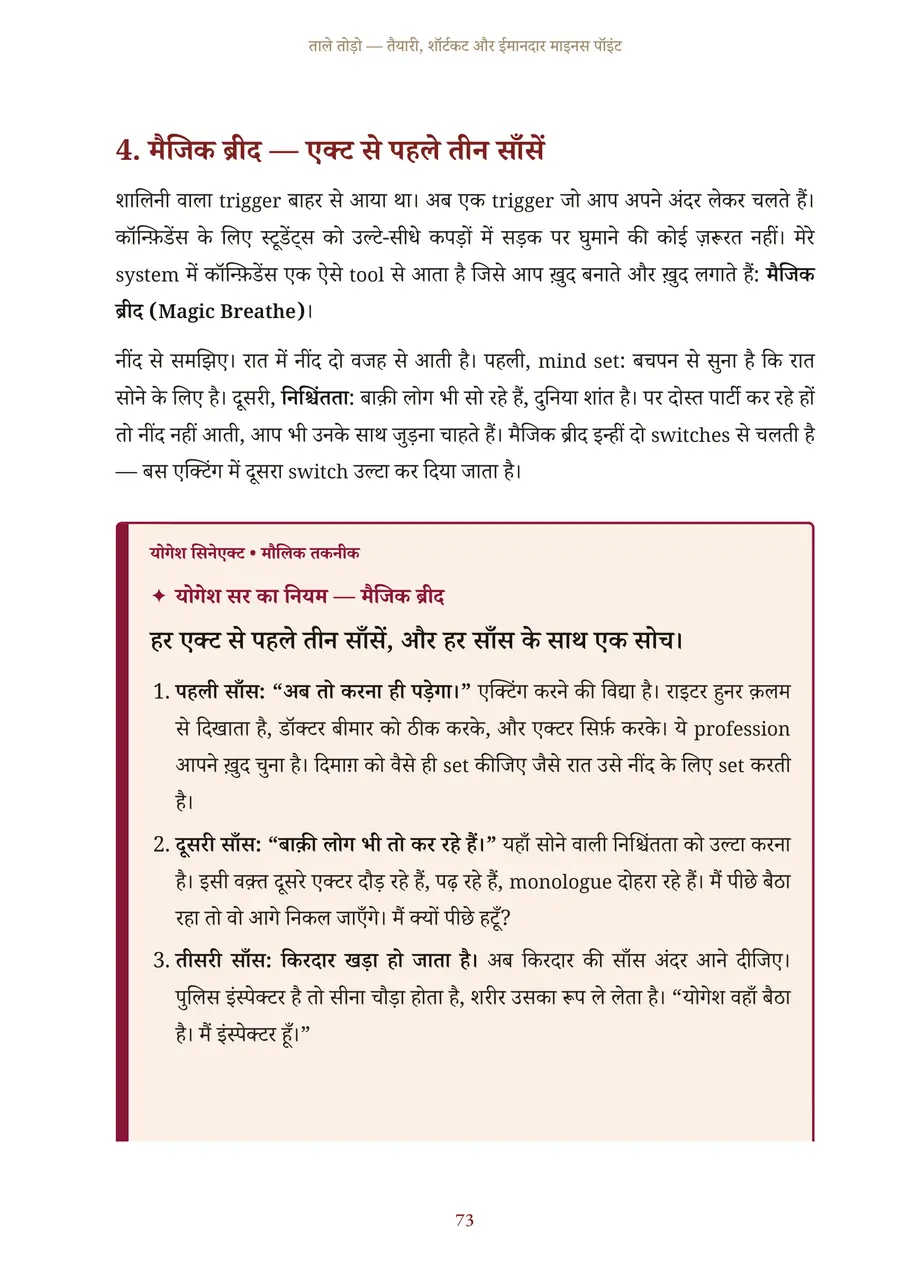 ताले तोड़ो — तैयारी, शॉर्टकट और ईमानदार माइनस पॉइंट
4. मैजिक ब्रीद — एक्ट से पहले तीन साँसें
शालिनी वाला trigger बाहर से आया था। अब एक trigger जो आप अपने अंदर लेकर चलते हैं।
कॉन्फ़िडेंस के लिए स्टूडेंट्स को उल्टे-सीधे कपड़ों में सड़क पर घुमाने की कोई ज़रूरत नहीं। मेरे
system में कॉन्फ़िडेंस एक ऐसे tool से आता है जिसे आप ख़ुद बनाते और ख़ुद लगाते हैं: मैजिक
ब्रीद (Magic Breathe)।
नींद से समझिए। रात में नींद दो वजह से आती है। पहली, mind set: बचपन से सुना है कि रात
सोने के लिए है। दूसरी, निश्चिंतता: बाक़ी लोग भी सो रहे हैं, दुनिया शांत है। पर दोस्त पार्टी कर रहे हों
तो नींद नहीं आती, आप भी उनके साथ जुड़ना चाहते हैं। मैजिक ब्रीद इन्हीं दो switches से चलती है
— बस एक्टिंग में दूसरा switch उल्टा कर दिया जाता है।
योगेश सिनेएक्ट • मौलिक तकनीक
✦ योगेश सर का नियम — मैजिक ब्रीद
हर एक्ट से पहले तीन साँसें, और हर साँस के साथ एक सोच।
1. पहली साँस: “अब तो करना ही पड़ेगा।” एक्टिंग करने की विद्या है। राइटर हुनर क़लम
से दिखाता है, डॉक्टर बीमार को ठीक करके, और एक्टर सिर्फ़ करके। ये profession
आपने ख़ुद चुना है। दिमाग़ को वैसे ही set कीजिए जैसे रात उसे नींद के लिए set करती
है।
2. दूसरी साँस: “बाक़ी लोग भी तो कर रहे हैं।” यहाँ सोने वाली निश्चिंतता को उल्टा करना
है। इसी वक़्त दूसरे एक्टर दौड़ रहे हैं, पढ़ रहे हैं, monologue दोहरा रहे हैं। मैं पीछे बैठा
रहा तो वो आगे निकल जाएँगे। मैं क्यों पीछे हटूँ?
3. तीसरी साँस: किरदार खड़ा हो जाता है। अब किरदार की साँस अंदर आने दीजिए।
पुलिस इंस्पेक्टर है तो सीना चौड़ा होता है, शरीर उसका रूप ले लेता है। “योगेश वहाँ बैठा
है। मैं इंस्पेक्टर हूँ।”
73